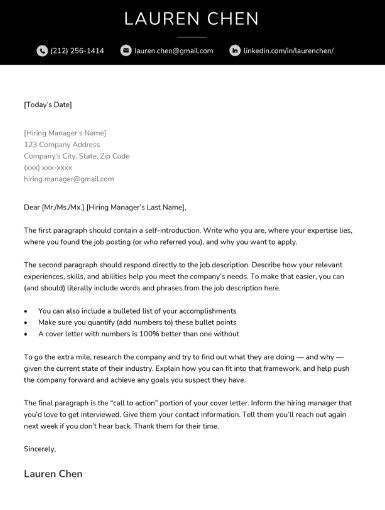 LAUREN CHEN
(212) 256-1414 lauren.chen@gmail.com linkedin.com/in/laurenchen/
[Today's Date]
[Hiring Manager's Name]
123 Company Address
Company's City, State, Zip Code
(xxx) xxx-xxxx
hiring.manager@gmail.com
Dear [Mr./Ms./Mx.] [Hiring Manager's Last Name],
The first paragraph should contain a self-introduction. Write who you are, where your expertise lies,
where you found the job posting (or who referred you), and why you want to apply.
The second paragraph should respond directly to the job description. Describe how your relevant
experiences, skills, and abilities help you meet the company's needs. To make that easier, you can
(and should) literally include words and phrases from the job description here.
• You can also include a bulleted list of your accomplishments
• Make sure you quantify (add numbers to) these bullet points
• A cover letter with numbers is 100% better than one without
To go the extra mile, research the company and try to find out what they are doing — and why —
given the current state of their industry. Explain how you can fit into that framework, and help push
the company forward and achieve any goals you suspect they have.
The final paragraph is the "call to action" portion of your cover letter. Inform the hiring manager that
you'd love to get interviewed. Give them your contact information. Tell them you'll reach out again
next week if you don't hear back. Thank them for their time.
Sincerely,
Lauren Chen